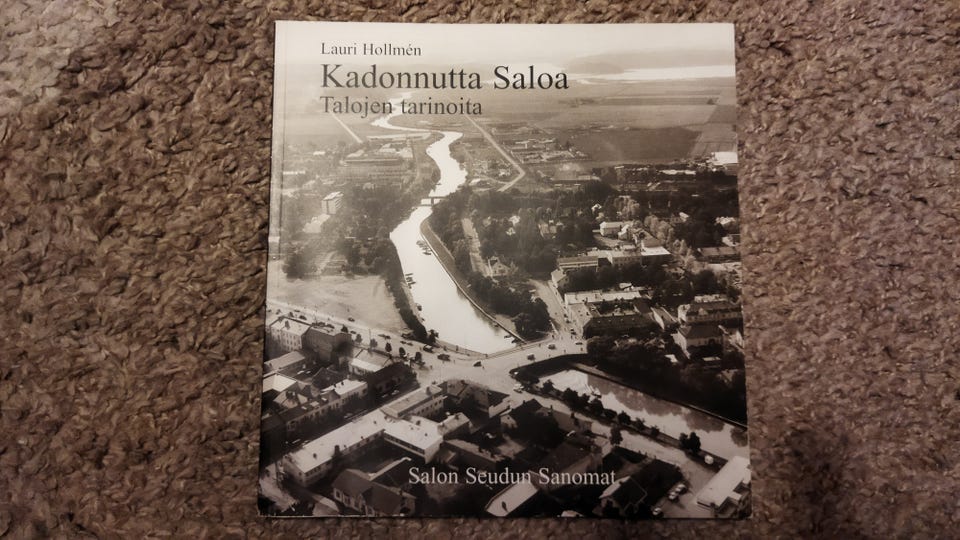 Lauri Hollmén
Kadonnutta Saloa
Talojen tarinoita
Salon Seudun Sanomat